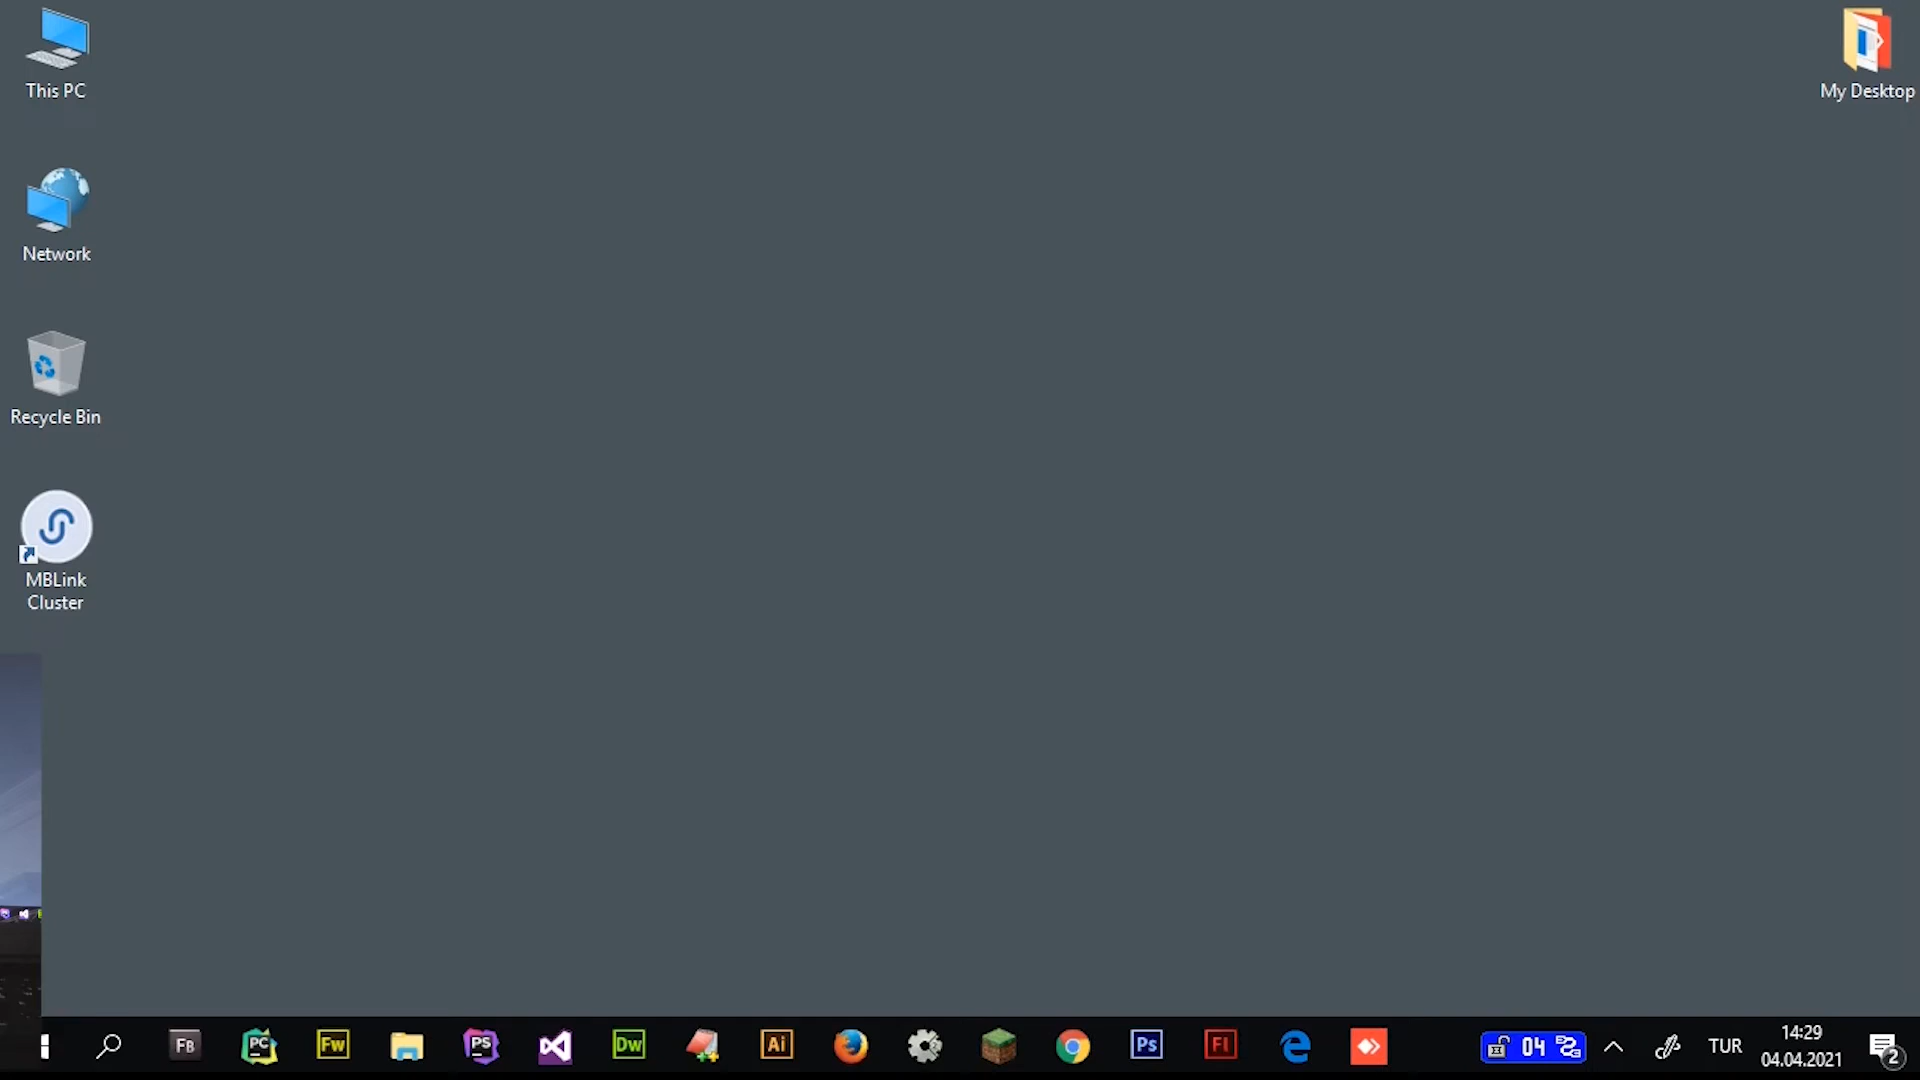 This PC
My Desktop
Network
Recycle Bin
MBLink
Cluster
FB
PC
Fw
PS
Dw
Ai
Ps
Fl
04
TUR
14:29
04.04.2021
2